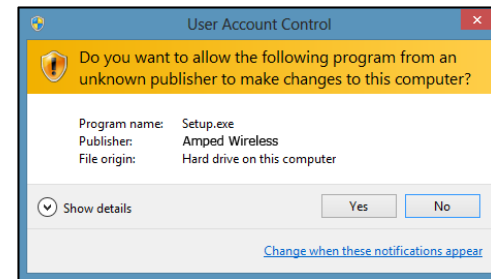 User Account Control
Do you want to allow the following program from an
unknown publisher to make changes to this computer?
Program name: Setup.exe
Publisher: Amped Wireless
File origin: Hard drive on this computer
Show details
Yes No
Change when these notifications appear